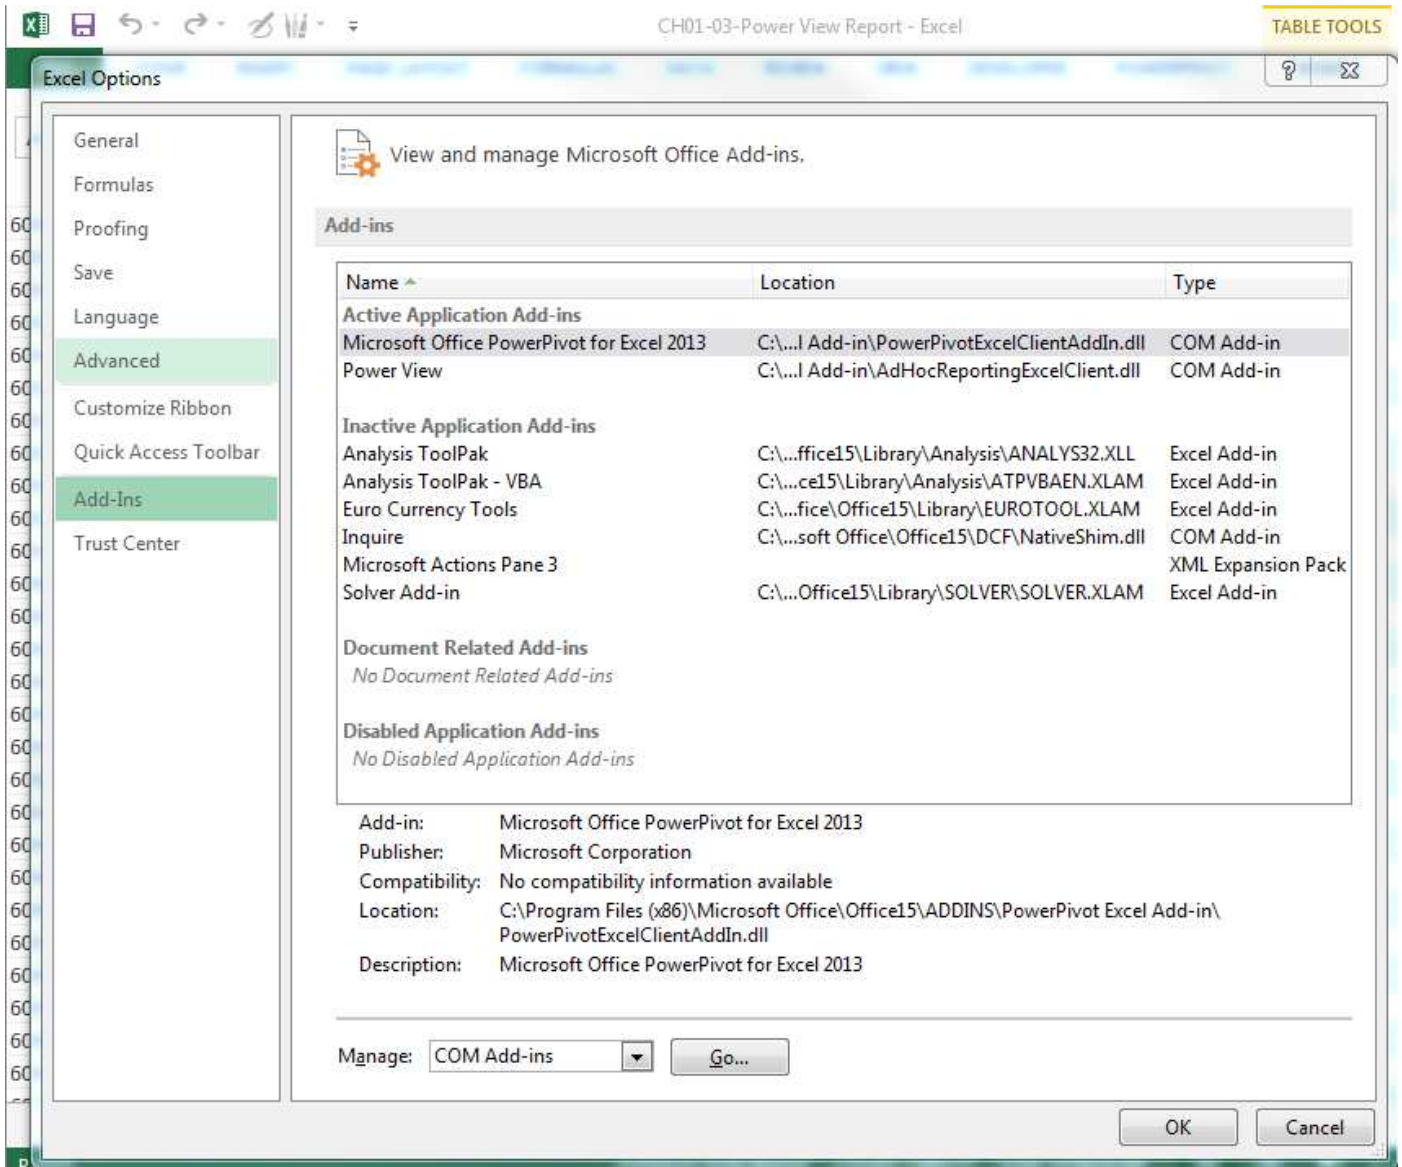 CH01-03-Power View Report - Excel
TABLE TOOLS
Excel Options
General
Formulas
Proofing
Save
Language
Advanced
Customize Ribbon
Quick Access Toolbar
Add-Ins
Trust Center
View and manage Microsoft Office Add-ins.
Add-ins
Name Location Type
Active Application Add-ins
Microsoft Office PowerPivot for Excel 2013 C:\...l Add-in\PowerPivotExcelClientAddIn.dll COM Add-in
Power View C:\...l Add-in\AdHocReportingExcelClient.dll COM Add-in
Inactive Application Add-ins
Analysis ToolPak C:\...ffice15\Library\Analysis\ANALYS32.XLL Excel Add-in
Analysis ToolPak - VBA C:\...ce15\Library\Analysis\ATPVBAEN.XLAM Excel Add-in
Euro Currency Tools C:\...fice\Office15\Library\EUROTOOL.XLAM Excel Add-in
Inquire C:\...soft Office\Office15\DCF\NativeShim.dll COM Add-in
Microsoft Actions Pane 3 XML Expansion Pack
Solver Add-in C:\...Office15\Library\SOLVER\SOLVER.XLAM Excel Add-in
Document Related Add-ins
No Document Related Add-ins
Disabled Application Add-ins
No Disabled Application Add-ins
Add-in: Microsoft Office PowerPivot for Excel 2013
Publisher: Microsoft Corporation
Compatibility: No compatibility information available
Location: C:\Program Files (x86)\Microsoft Office\Office15\ADDINS\PowerPivot Excel Add-in\
PowerPivotExcelClientAddIn.dll
Description: Microsoft Office PowerPivot for Excel 2013
Manage: COM Add-ins Go...
OK Cancel